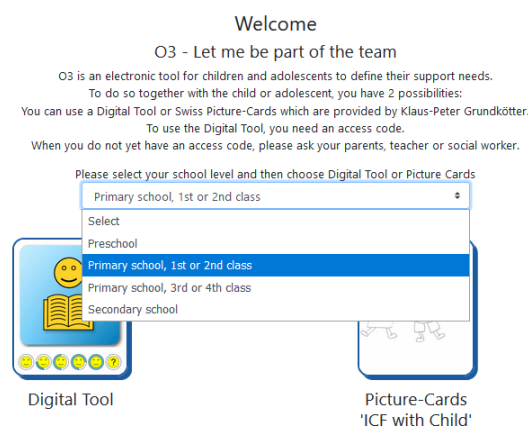 Welcome
O3 - Let me be part of the team
O3 is an electronic tool for children and adolescents to define their support needs.
To do so together with the child or adolescent, you have 2 possibilities:
You can use a Digital Tool or Swiss Picture-Cards which are provided by Klaus-Peter Grundkötter.
To use the Digital Tool, you need an access code.
When you do not yet have an access code, please ask your parents, teacher or social worker.
Please select your school level and then choose Digital Tool or Picture Cards
Primary school, 1st or 2nd class
Select
Preschool
Primary school, 1st or 2nd class
Primary school, 3rd or 4th class
Secondary school
?
Digital Tool
Picture-Cards
'ICF with Child'